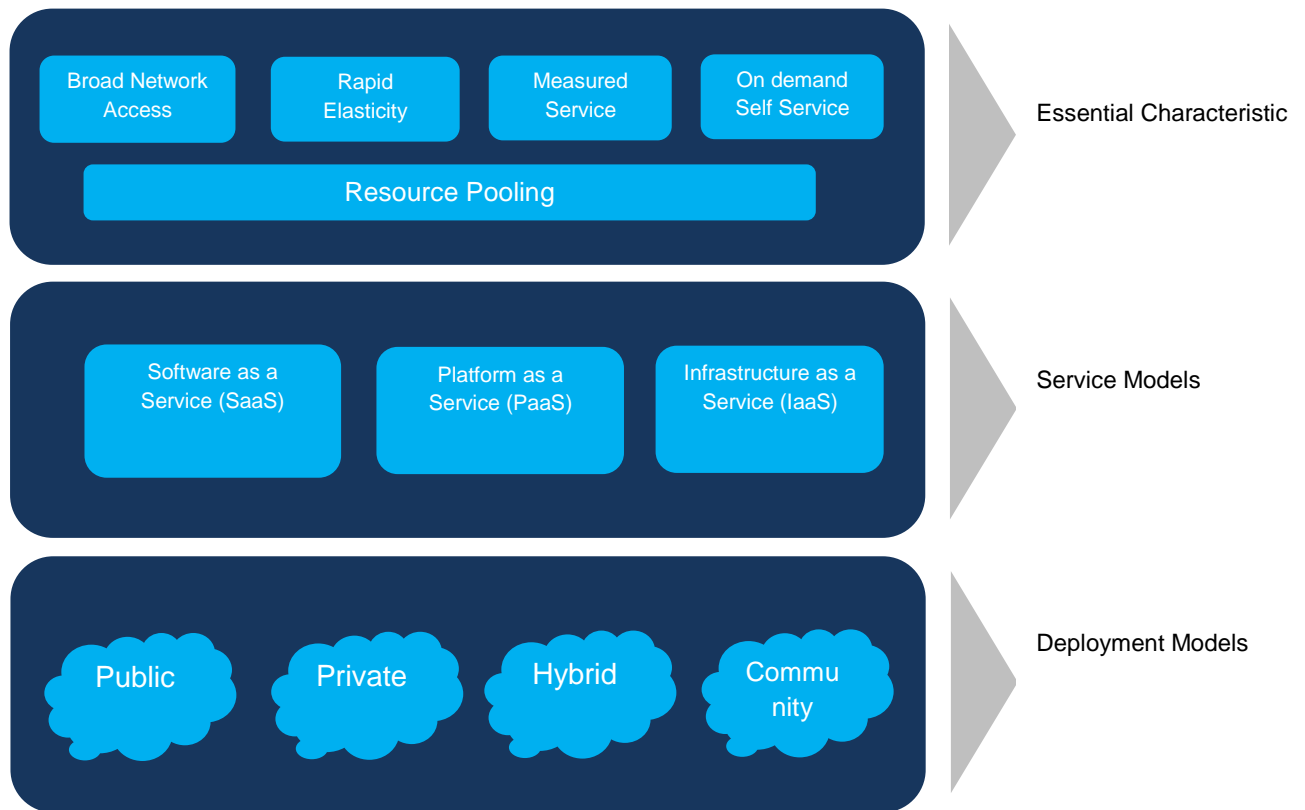 Broad Network
Access
Rapid
Elasticity
Measured
Service
On demand
Self Service
Resource Pooling
Essential Characteristic
Software as a
Service (SaaS)
Platform as a
Service (PaaS)
Infrastructure as a
Service (IaaS)
Service Models
Public
Private
Hybrid
Commu
nity
Deployment Models